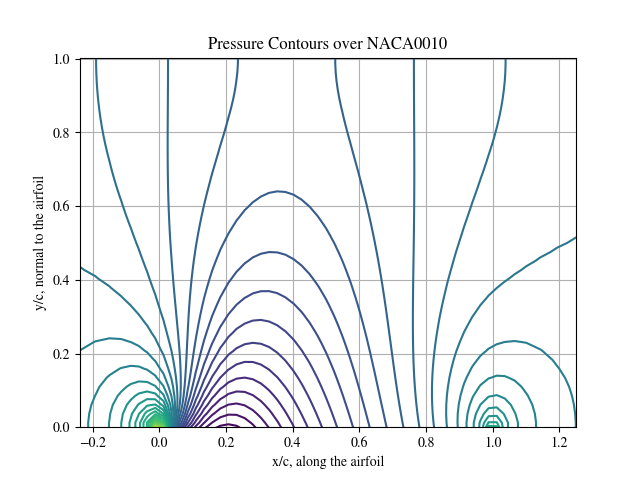 Pressure Contours over NACA0010
1.0
0.8
0.6
0.4
0.2
0.0
y/c, normal to the airfoil
−0.2 0.0 0.2 0.4 0.6 0.8 1.0 1.2
x/c, along the airfoil